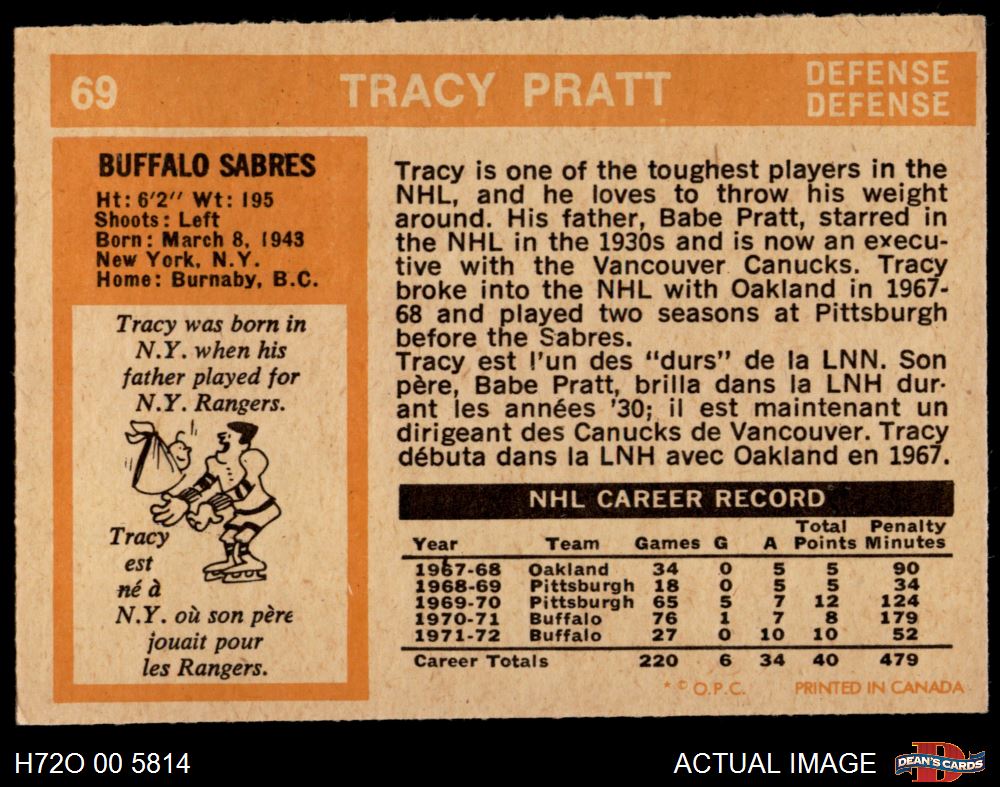 69 TRACY PRATT DEFENSE
DEFENSE
BUFFALO SABRES
Ht: 6'2'' Wt: 195
Shoots: Left
Born: March 8, 1943
New York, N.Y.
Home: Burnaby, B.C.
Tracy was born in
N.Y. when his
father played for
N.Y. Rangers.
Tracy
est
né à
N.Y. où son père
jouait pour
les Rangers.
Tracy is one of the toughest players in the
NHL, and he loves to throw his weight
around. His father, Babe Pratt, starred in
the NHL in the 1930s and is now an execu-
tive with the Vancouver Canucks. Tracy
broke into the NHL with Oakland in 1967-
68 and played two seasons at Pittsburgh
before the Sabres.
Tracy est l'un des "durs" de la LNN. Son
père, Babe Pratt, brilla dans la LNH dur-
ant les années '30; il est maintenant un
dirigeant des Canucks de Vancouver. Tracy
débuta dans la LNH avec Oakland en 1967.
NHL CAREER RECORD
Year Team Games G A Total Points Penalty Minutes
1967-68 Oakland 34 0 5 5 90
1968-69 Pittsburgh 18 0 5 5 34
1969-70 Pittsburgh 65 5 7 12 124
1970-71 Buffalo 76 1 7 8 179
1971-72 Buffalo 27 0 10 10 52
Career Totals 220 6 34 40 479
* © O.P.C. PRINTED IN CANADA
H72O 00 5814 ACTUAL IMAGE D DEAN'S CARDS